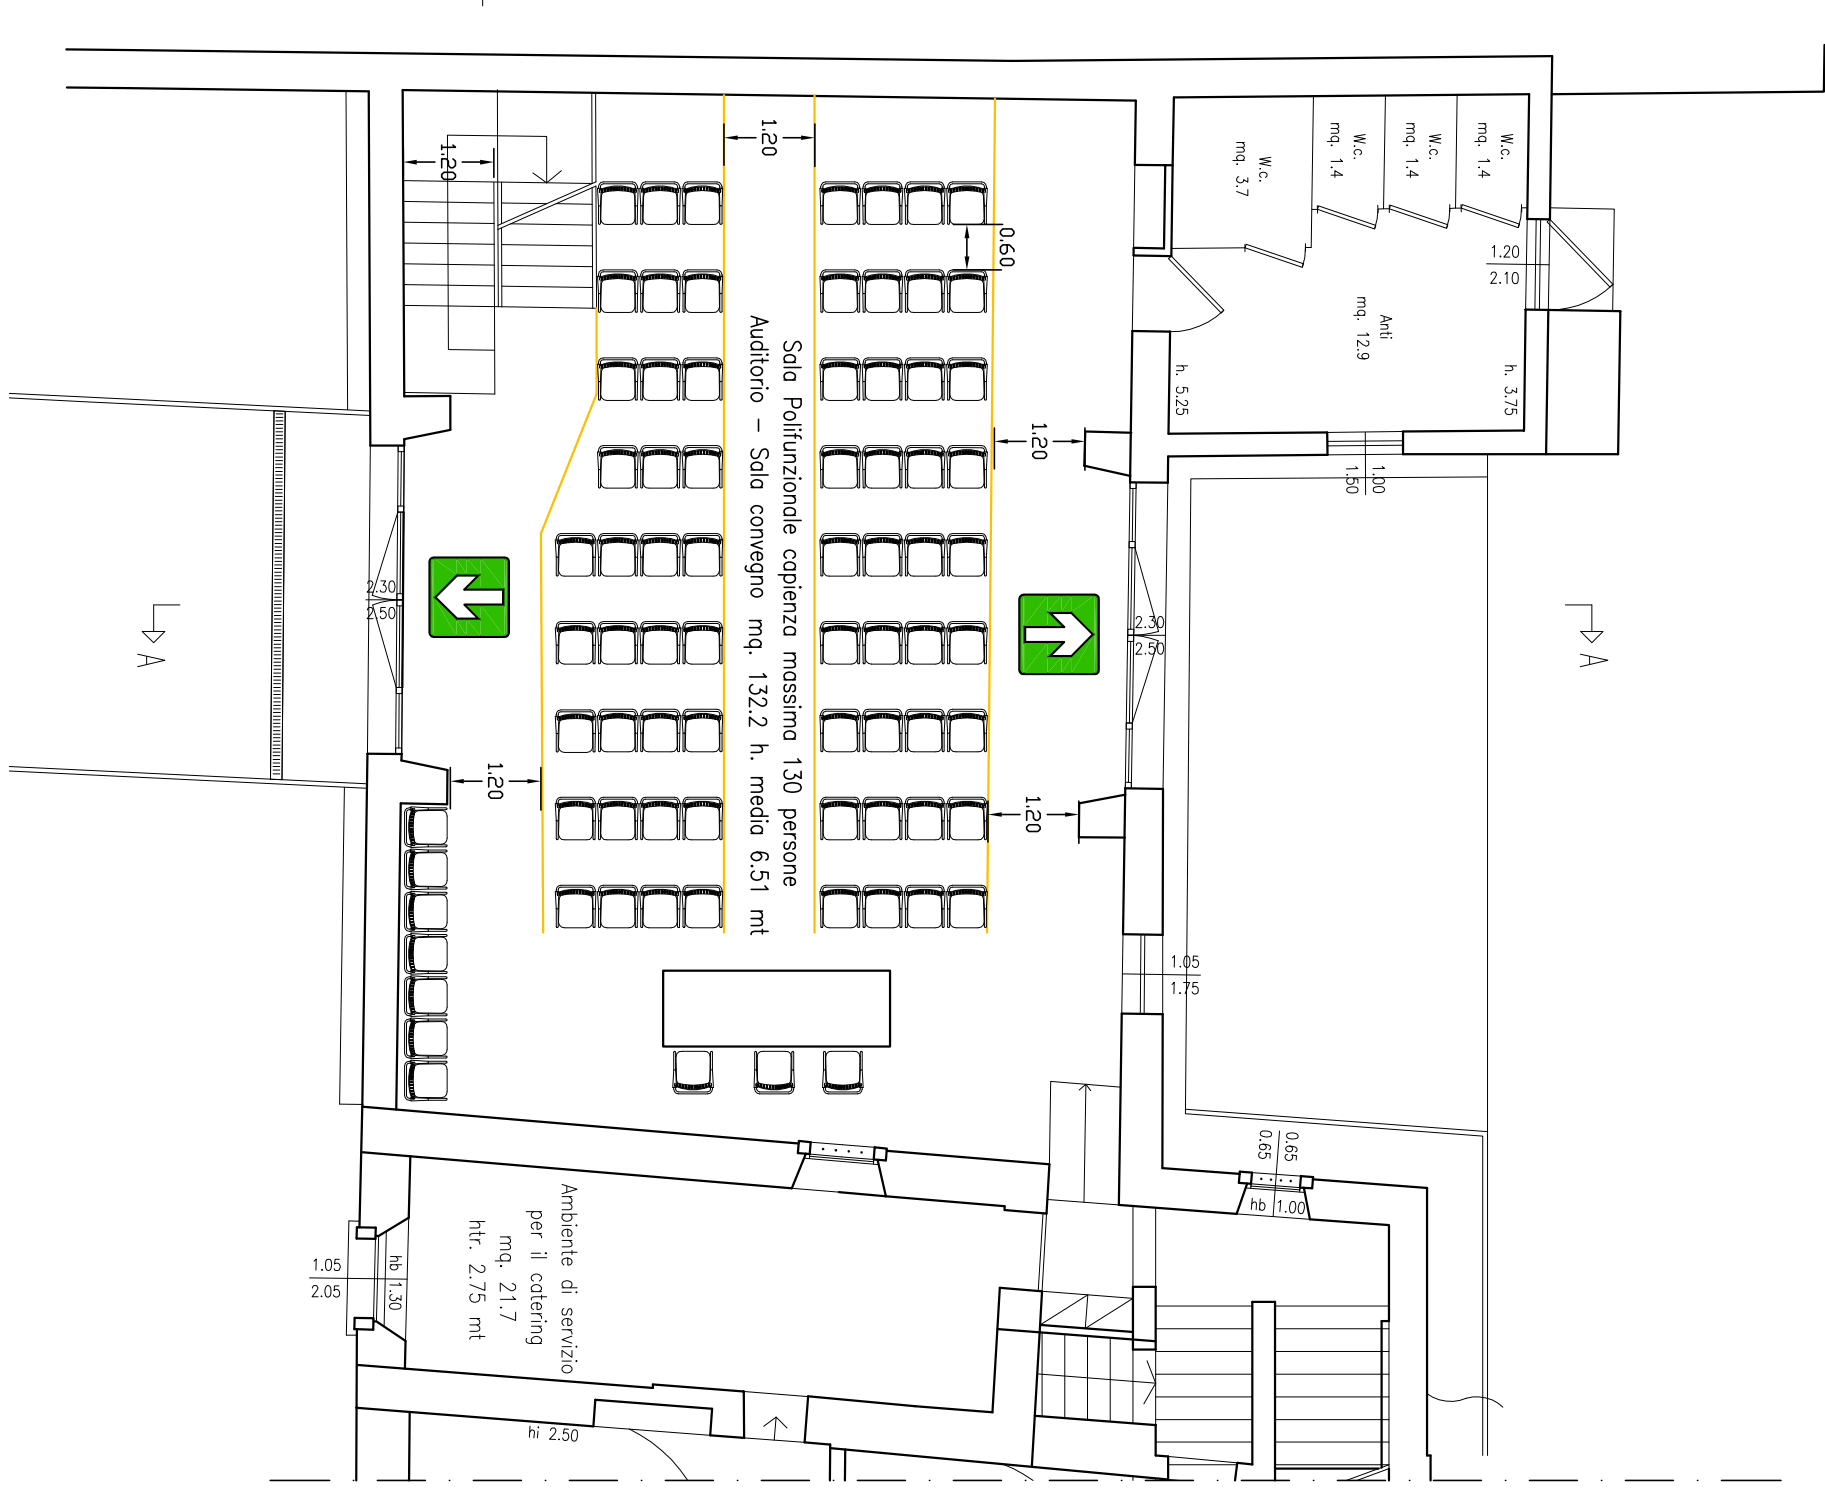 1.20
1.20
W.c.
mq. 3.7
W.c.
mq. 1.4
W.c.
mq. 1.4
W.c.
mq. 1.4
0.60
1.20
2.10
Anti
mq. 12.9
h. 5.25
h. 3.75
1.20
1.00
1.50
Sala Polifunzionale capienza massima 130 persone
Auditorio - Sala convegno mq. 132.2 h. media 6.51 mt
2.30
2.50
2.30
2.50
A
A
1.20
1.20
1.05
1.75
0.65
0.65
hb 1.00
Ambiente di servizio
per il catering
mq. 21.7
htr. 2.75 mt
1.05
2.05
hb 1.30
hi 2.50